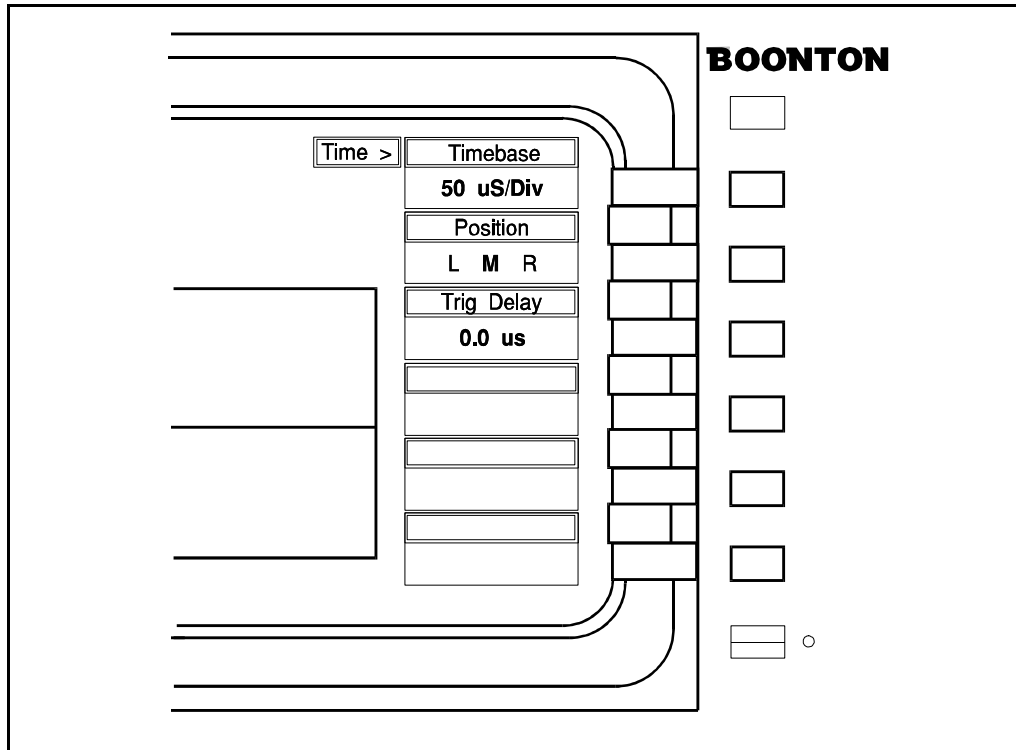 BOONTON
Time > Timebase
50 uS/Div
Position
L M R
Trig Delay
0.0 us